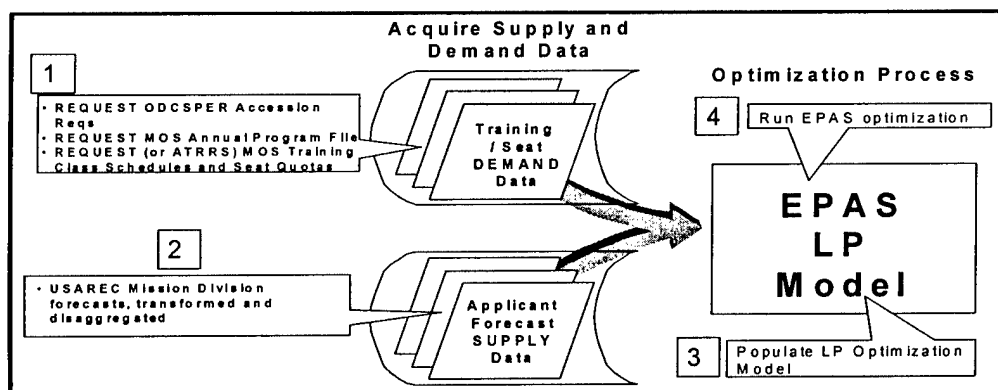 Acquire Supply and
Demand Data
1
• REQUEST ODCSPER Accession
Reqs
• REQUEST MOS Annual Program File
• REQUEST (or ATRRS) MOS Training
Class Schedules and Seat Quotas
Training
/ Seat
DEMAND
Data
2
• USAREC Mission Division
forecasts, transformed and
disaggregated
Applicant
Forecast
SUPPLY
Data
Optimization Process
4
Run EPAS optimization
EPAS
LP
Model
3
Populate LP Optimization
Model